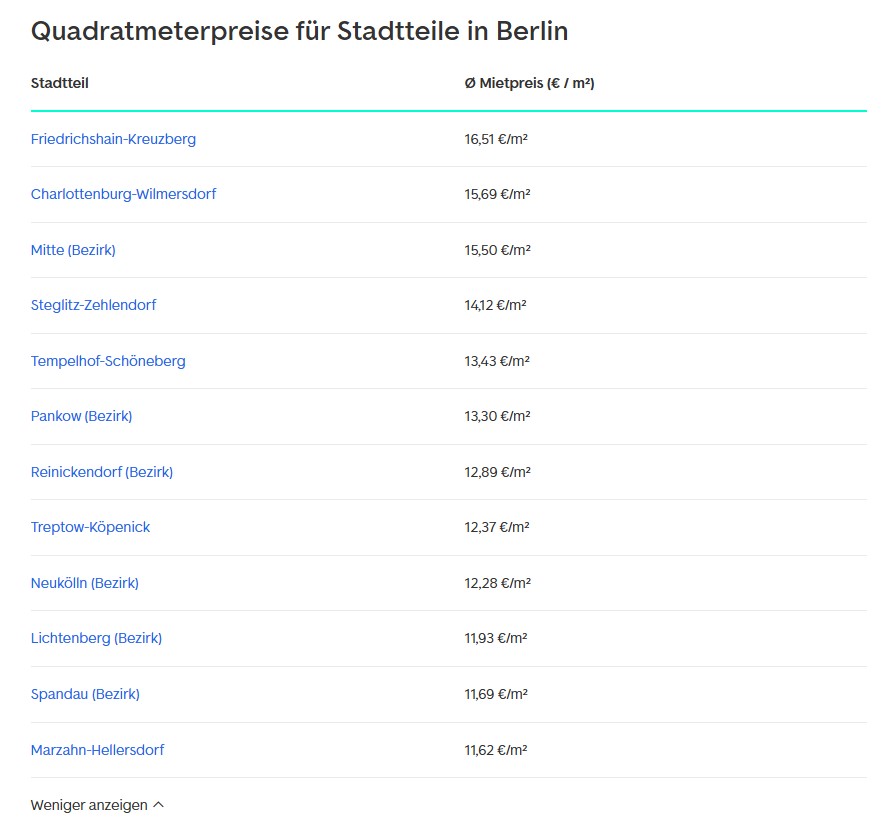 Quadratmeterpreise für Stadtteile in Berlin
Stadtteil Ø Mietpreis (€ / m²)
Friedrichshain-Kreuzberg 16,51 €/m²
Charlottenburg-Wilmersdorf 15,69 €/m²
Mitte (Bezirk) 15,50 €/m²
Steglitz-Zehlendorf 14,12 €/m²
Tempelhof-Schöneberg 13,43 €/m²
Pankow (Bezirk) 13,30 €/m²
Reinickendorf (Bezirk) 12,89 €/m²
Treptow-Köpenick 12,37 €/m²
Neukölln (Bezirk) 12,28 €/m²
Lichtenberg (Bezirk) 11,93 €/m²
Spandau (Bezirk) 11,69 €/m²
Marzahn-Hellersdorf 11,62 €/m²
Weniger anzeigen